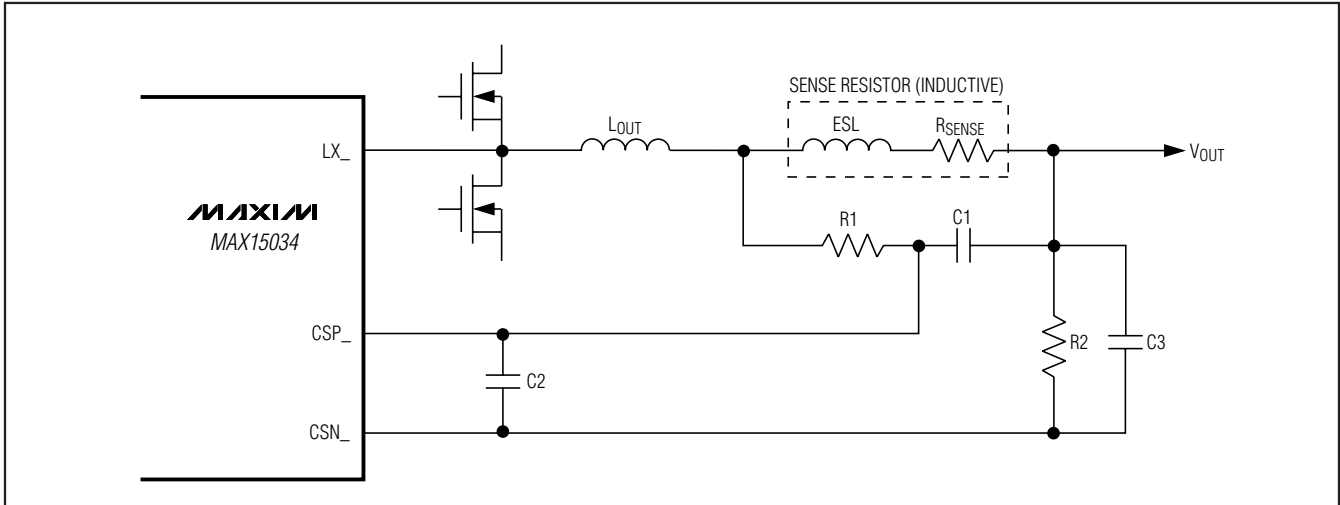 SENSE RESISTOR (INDUCTIVE)
LOUT
ESL
RSENSE
LX_
VOUT
MAXIM
MAX15034
R1
C1
CSP_
R2
C3
C2
CSN_